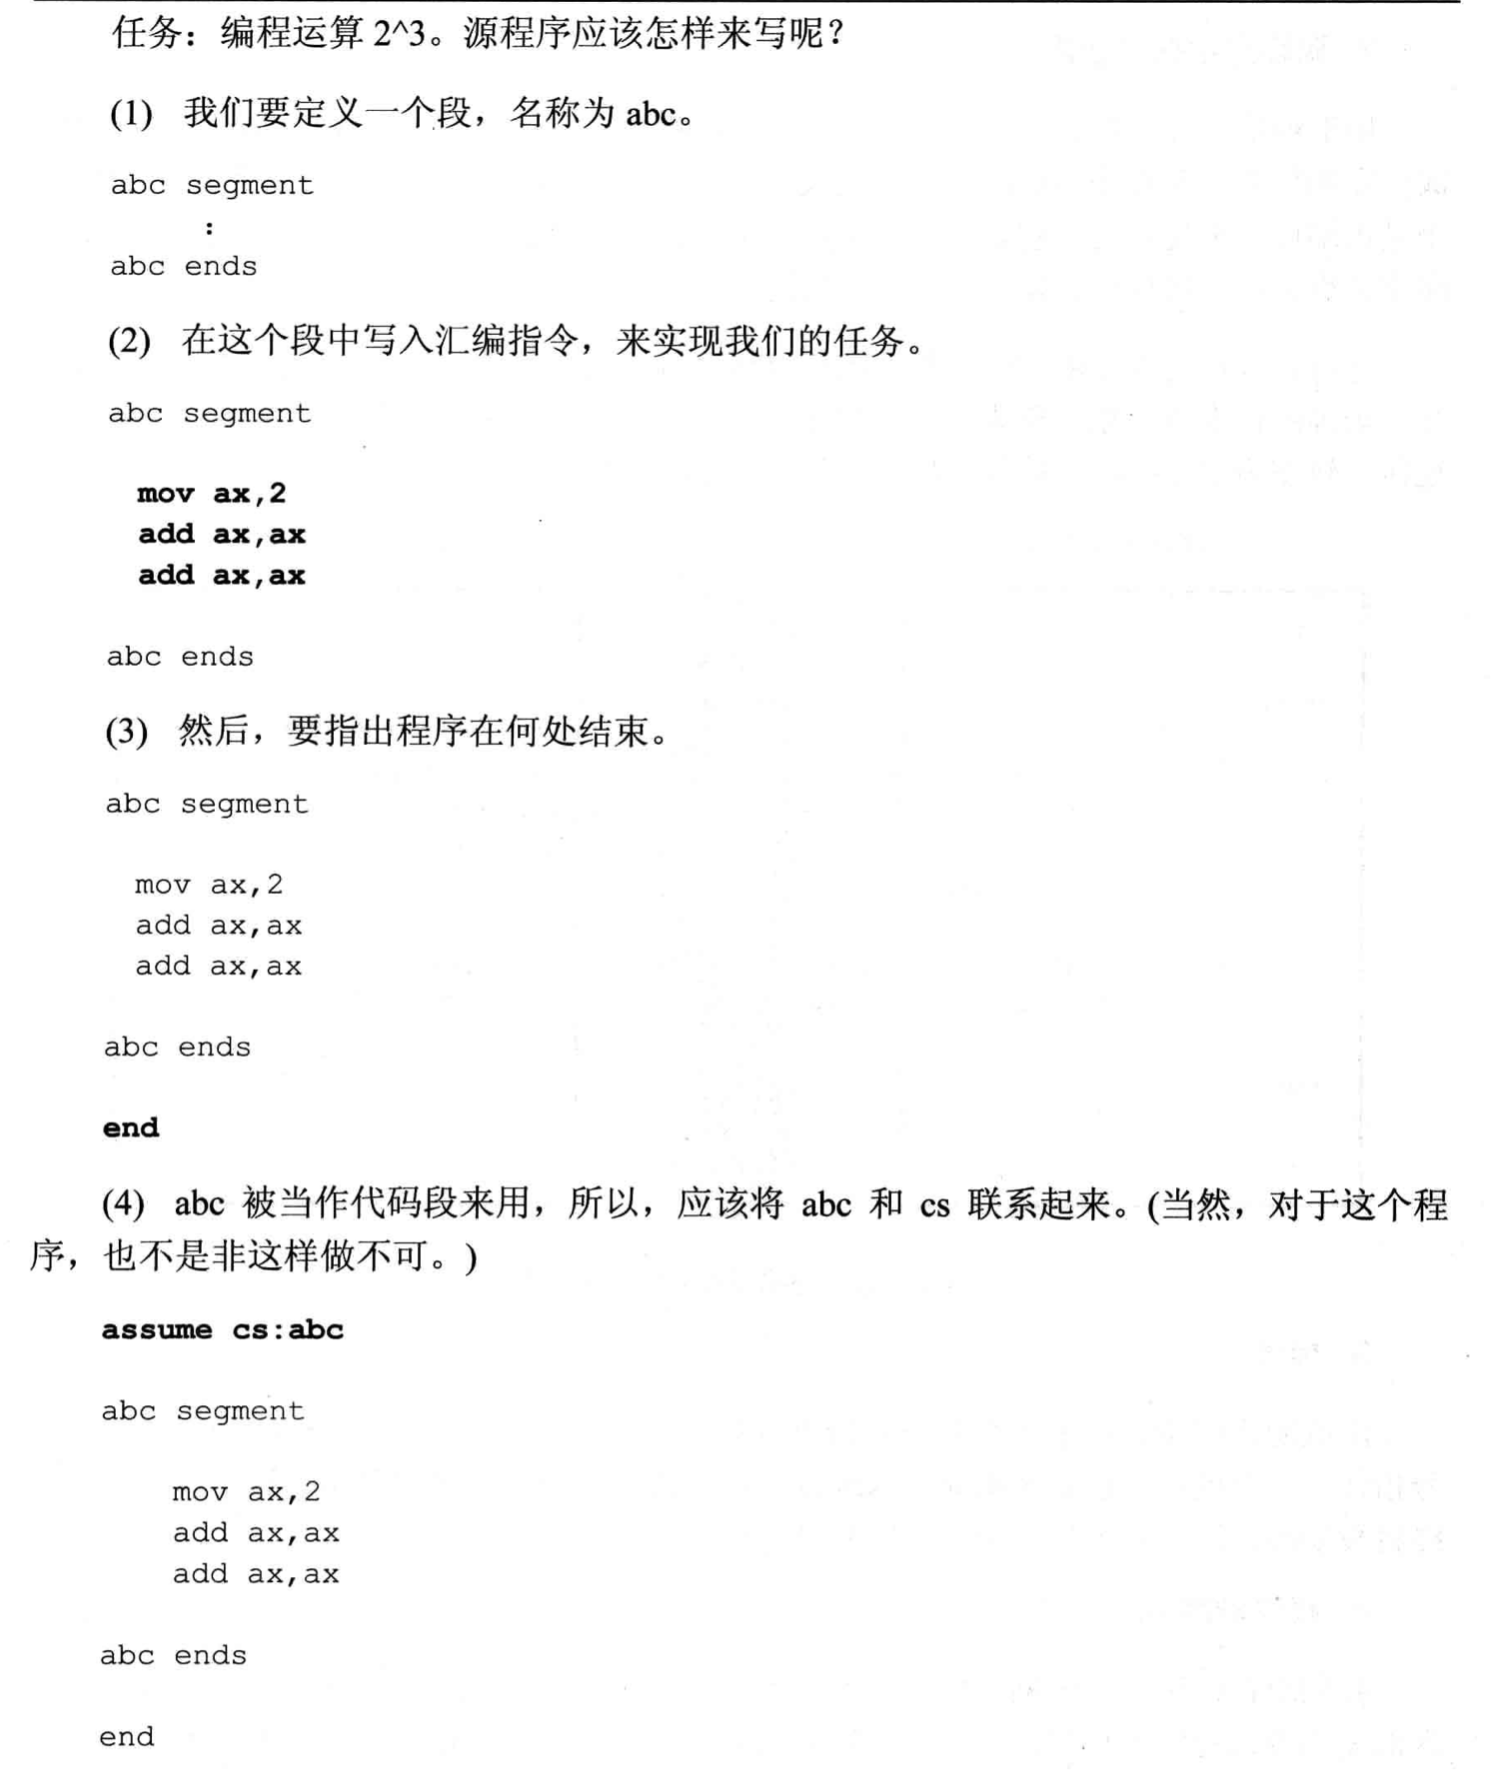 任务：编程运算 2^3。源程序应该怎样来写呢？
(1) 我们要定义一个段，名称为 abc。
abc segment
:
abc ends
(2) 在这个段中写入汇编指令，来实现我们的任务。
abc segment
mov ax,2
add ax,ax
add ax,ax
abc ends
(3) 然后，要指出程序在何处结束。
abc segment
mov ax,2
add ax,ax
add ax,ax
abc ends
end
(4) abc 被当作代码段来用，所以，应该将 abc 和 cs 联系起来。(当然，对于这个程
序，也不是非这样做不可。)
assume cs:abc
abc segment
mov ax,2
add ax,ax
add ax,ax
abc ends
end